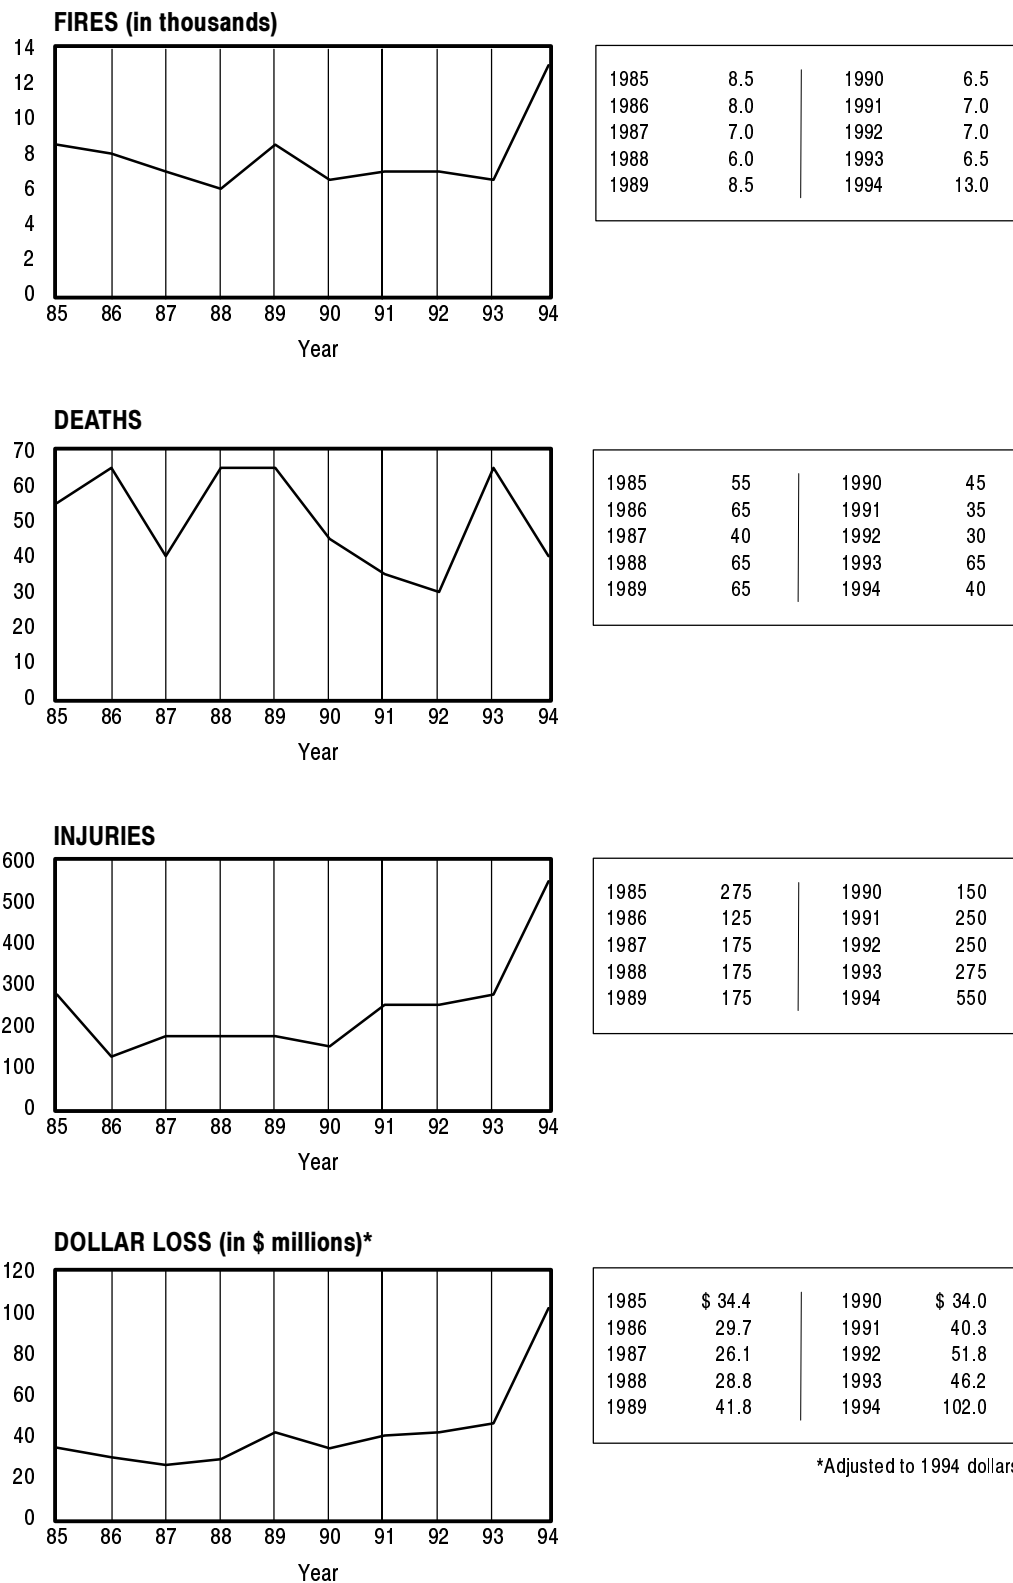 FIRES (in thousands)
14
12
10
8
6
4
2
0
85 86 87 88 89 90 91 92 93 94
Year
1985 8.5 1990 6.5
1986 8.0 1991 7.0
1987 7.0 1992 7.0
1988 6.0 1993 6.5
1989 8.5 1994 13.0
DEATHS
70
60
50
40
30
20
10
0
85 86 87 88 89 90 91 92 93 94
Year
1985 55 1990 45
1986 65 1991 35
1987 40 1992 30
1988 65 1993 65
1989 65 1994 40
INJURIES
600
500
400
300
200
100
0
85 86 87 88 89 90 91 92 93 94
Year
1985 275 1990 150
1986 125 1991 250
1987 175 1992 250
1988 175 1993 275
1989 175 1994 550
DOLLAR LOSS (in $ millions)*
120
100
80
60
40
20
0
85 86 87 88 89 90 91 92 93 94
Year
1985 $ 34.4 1990 $ 34.0
1986 29.7 1991 40.3
1987 26.1 1992 51.8
1988 28.8 1993 46.2
1989 41.8 1994 102.0
*Adjusted to 1994 dollars